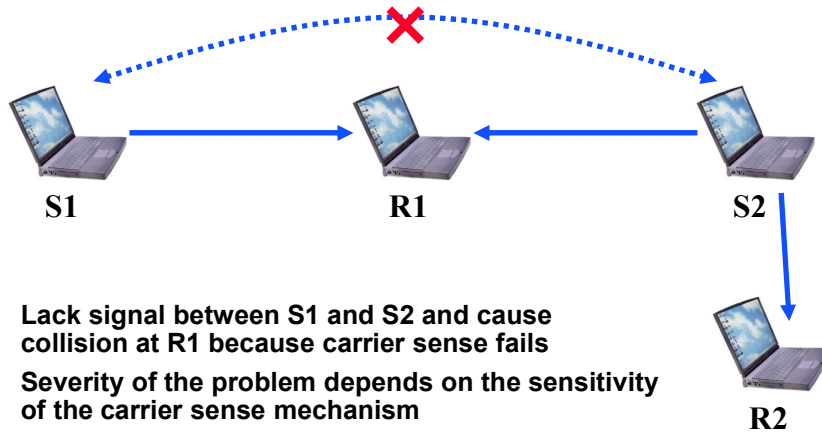 S1
R1
S2
Lack signal between S1 and S2 and cause
collision at R1 because carrier sense fails
Severity of the problem depends on the sensitivity
of the carrier sense mechanism
R2